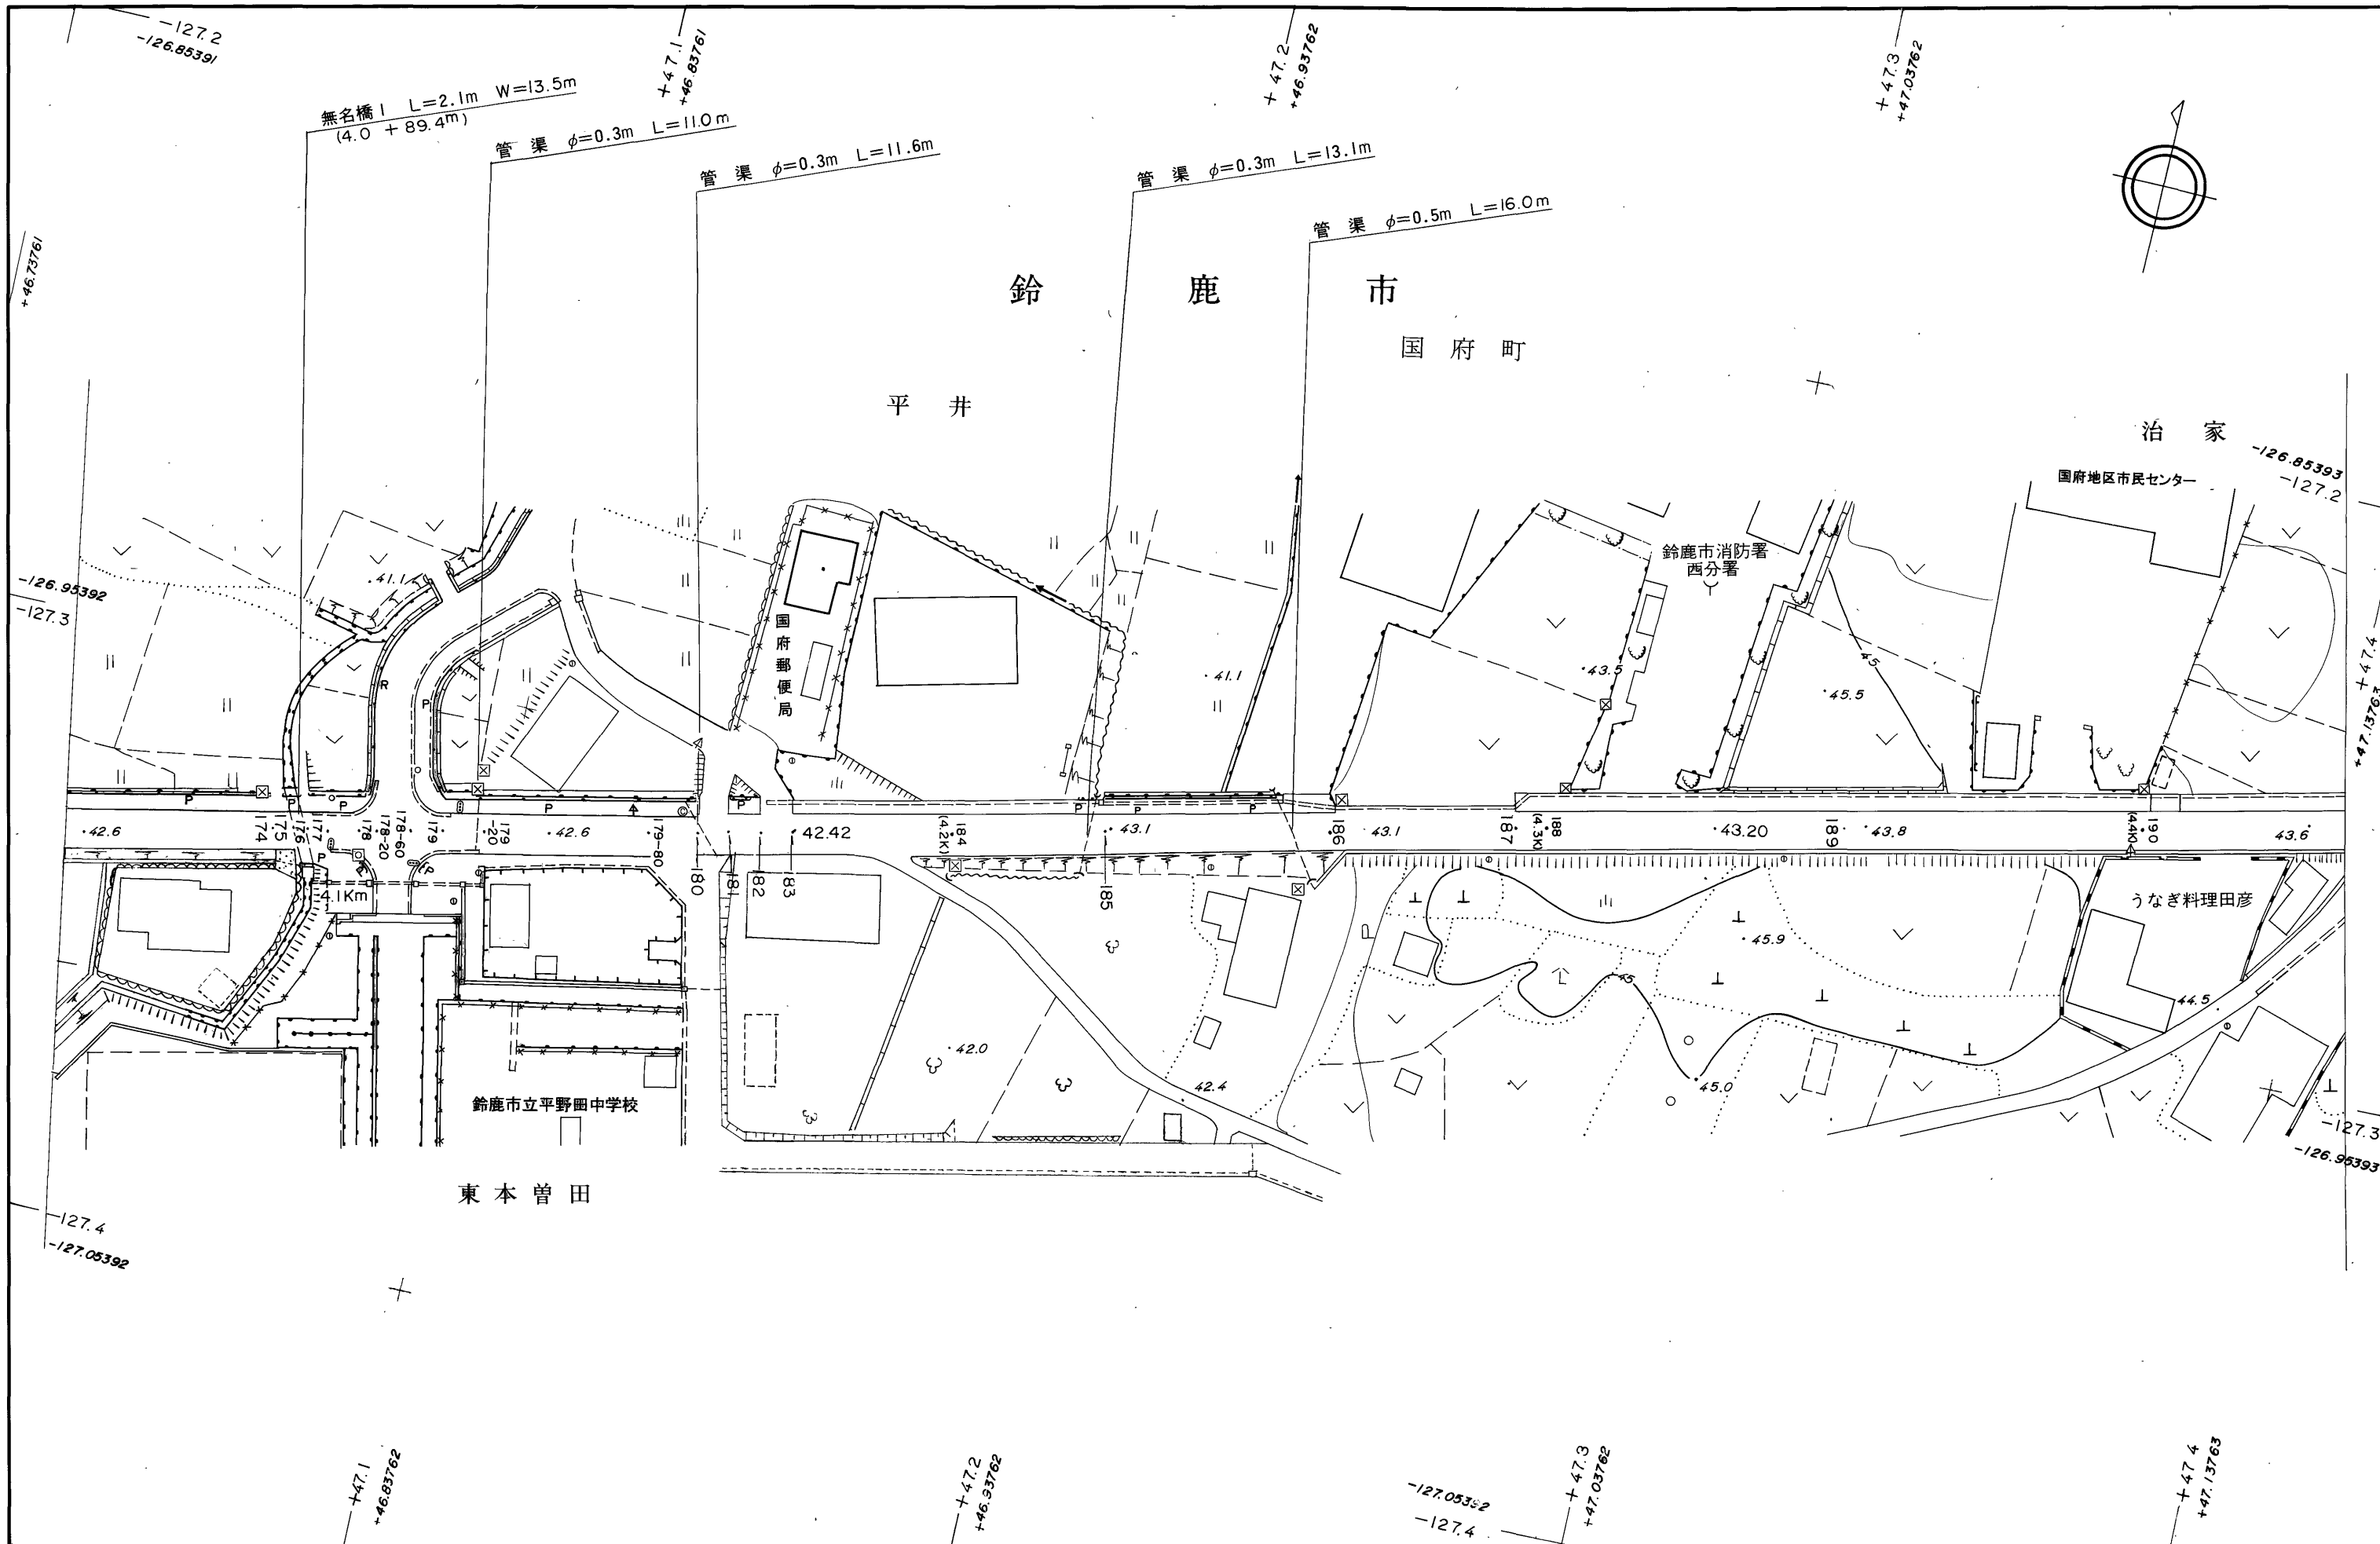 -127.2
-126.85391
+47.1
+46.83761
+47.2
+46.93762
+47.3
+47.03762
無名橋1 L=2.1m W=13.5m
(4.0 +89.4m)
管渠 φ=0.3m L=11.0m
管渠 φ=0.3m L=11.6m
管渠 φ=0.3m L=13.1m
管渠 φ=0.5m L=16.0m
+46.73761
鈴鹿市
国府町
平井
治家
国府地区市民センター
-126.85393
-127.2
鈴鹿市消防署
西分署
-126.95392
-127.3
41.1
国府郵便局
R
P
41.1
43.5
45
45.5
+47.4
+47.13763
P
P
P
P
P
P
P
P
42.6
174
175
176
177
178
178-20
178-60
179
179
-20
42.6
179-80
180
181
182
183
42.42
184
(4.2K)
185
43.1
186
43.1
187
188
(4.3K)
43.20
189
43.8
190
(4.4K)
43.6
P
P
4.1Km
うなぎ料理田彦
45.9
45
44.5
42.0
42.4
45.0
鈴鹿市立平野田中学校
-127.3
-126.95393
東本曽田
-127.4
-127.05392
+47.1
+46.83762
+47.2
+46.93762
-127.05392
-127.4
+47.3
+47.03762
+47.4
+47.13763